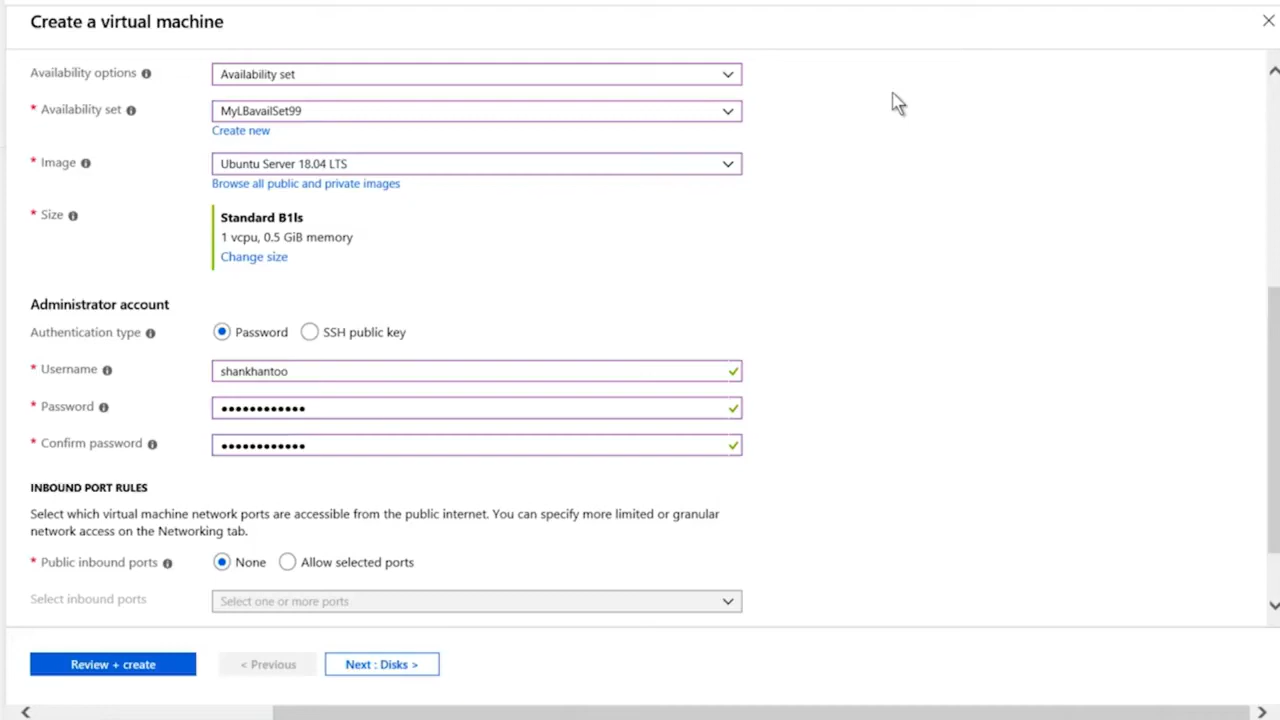 Create a virtual machine
Availability options
Availability set
* Availability set
MyLBavailSet99
Create new
* Image
Ubuntu Server 18.04 LTS
Browse all public and private images
* Size
Standard B1ls
1 vcpu, 0.5 GiB memory
Change size
Administrator account
Authentication type
Password
SSH public key
* Username
shankhantoo
* Password
••••••••••••
* Confirm password
••••••••••••
INBOUND PORT RULES
Select which virtual machine network ports are accessible from the public internet. You can specify more limited or granular
network access on the Networking tab.
* Public inbound ports
None
Allow selected ports
Select inbound ports
Select one or more ports
Review + create
< Previous
Next : Disks >